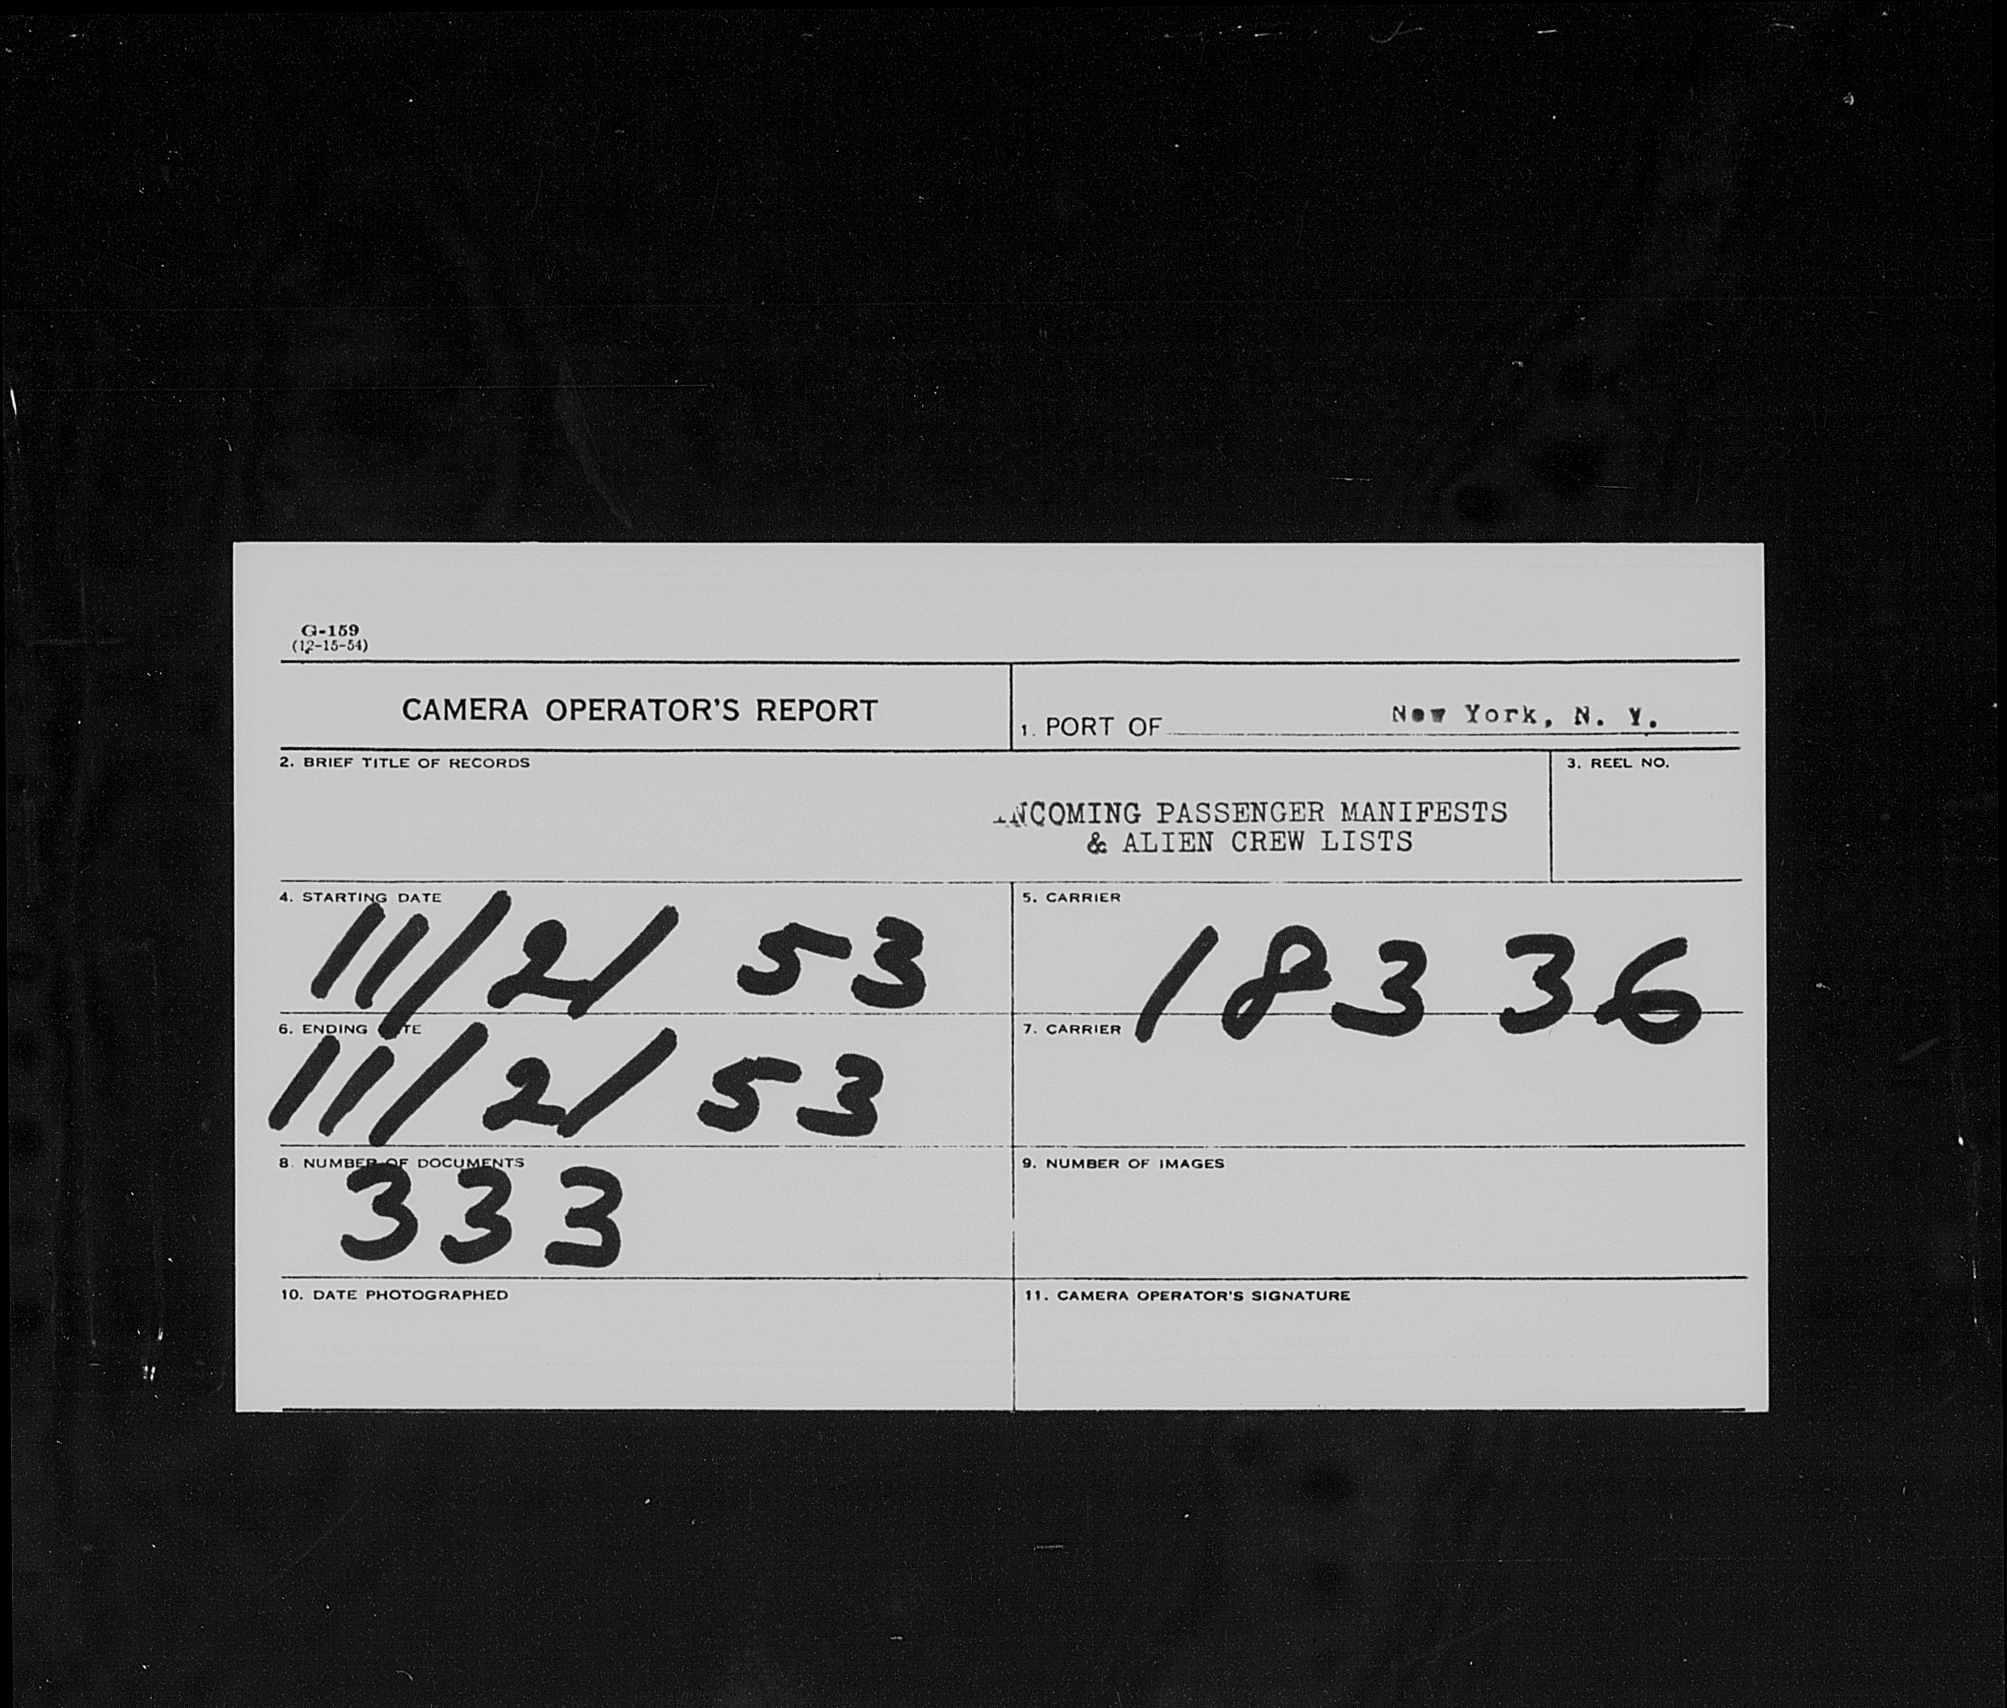 G-159
(12-15-54)
CAMERA OPERATOR'S REPORT
1. PORT OF New York, N. Y.
2. BRIEF TITLE OF RECORDS
3. REEL NO.
INCOMING PASSENGER MANIFESTS
& ALIEN CREW LISTS
4. STARTING DATE
11/2/53
5. CARRIER
18336
6. ENDING DATE
11/2/53
7. CARRIER
8. NUMBER OF DOCUMENTS
333
9. NUMBER OF IMAGES
10. DATE PHOTOGRAPHED
11. CAMERA OPERATOR'S SIGNATURE